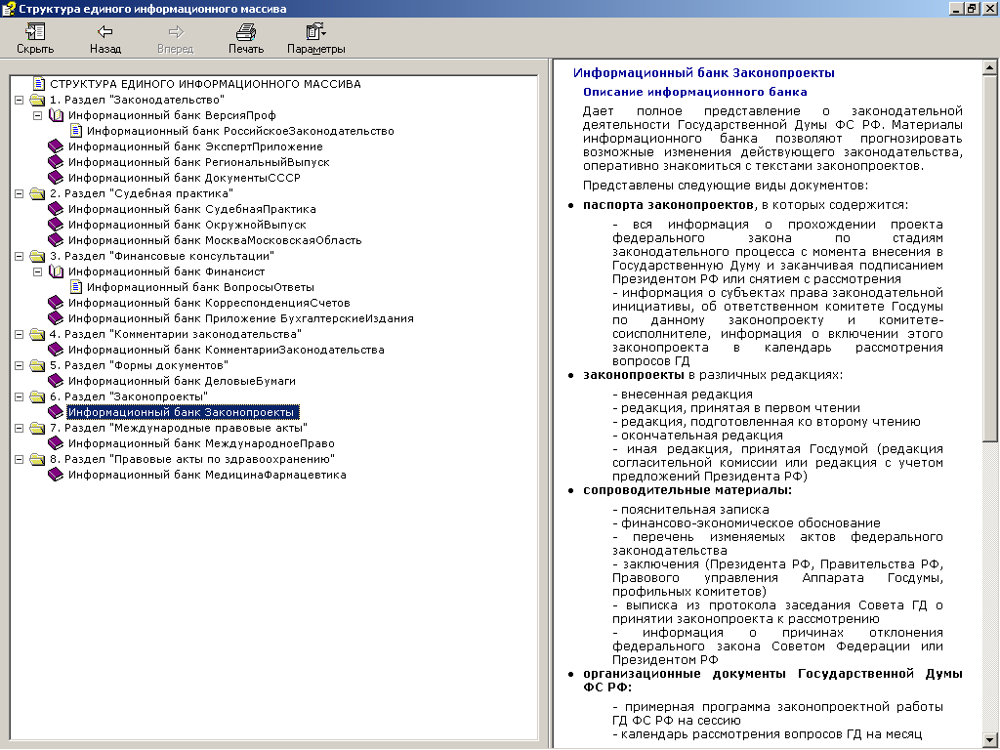 Структура единого информационного массива
Скрыть
Назад
Вперед
Печать
Параметры
СТРУКТУРА ЕДИНОГО ИНФОРМАЦИОННОГО МАССИВА
1. Раздел "Законодательство"
Информационный банк ВерсияПроф
Информационный банк РоссийскоеЗаконодательство
Информационный банк ЭкспертПриложение
Информационный банк РегиональныйВыпуск
Информационный банк ДокументыСССР
2. Раздел "Судебная практика"
Информационный банк СудебнаяПрактика
Информационный банк ОкружнойВыпуск
Информационный банк МоскваМосковскаяОбласть
3. Раздел "Финансовые консультации"
Информационный банк Финансист
Информационный банк ВопросыОтветы
Информационный банк КорреспонденцияСчетов
Информационный банк Приложение БухгалтерскиеИздания
4. Раздел "Комментарии законодательства"
Информационный банк КомментарииЗаконодательства
5. Раздел "Формы документов"
Информационный банк ДеловыеБумаги
6. Раздел "Законопроекты"
Информационный банк Законопроекты
7. Раздел "Международные правовые акты"
Информационный банк МеждународноеПраво
8. Раздел "Правовые акты по здравоохранению"
Информационный банк МедицинаФармацевтика
Информационный банк Законопроекты
Описание информационного банка
Дает полное представление о законодательной
деятельности Государственной Думы ФС РФ. Материалы
информационного банка позволяют прогнозировать
возможные изменения действующего законодательства,
оперативно знакомиться с текстами законопроектов.
Представлены следующие виды документов:
• паспорта законопроектов, в которых содержится:
- вся информация о прохождении проекта
федерального закона по стадиям
законодательного процесса с момента внесения в
Государственную Думу и заканчивая подписанием
Президентом РФ или снятием с рассмотрения
- информация о субъектах права законодательной
инициативы, об ответственном комитете Госдумы
по данному законопроекту и комитете-
соисполнителе, информация о включении этого
законопроекта в календарь рассмотрения
вопросов ГД
• законопроекты в различных редакциях:
- внесенная редакция
- редакция, принятая в первом чтении
- редакция, подготовленная ко второму чтению
- окончательная редакция
- иная редакция, принятая Госдумой (редакция
согласительной комиссии или редакция с учетом
предложений Президента РФ)
• сопроводительные материалы:
- пояснительная записка
- финансово-экономическое обоснование
- перечень изменяемых актов федерального
законодательства
- заключения (Президента РФ, Правительства РФ,
Правового управления Аппарата Госдумы,
профильных комитетов)
- выписка из протокола заседания Совета ГД о
принятии законопроекта к рассмотрению
- информация о причинах отклонения
федерального закона Советом Федерации или
Президентом РФ
• организационные документы Государственной Думы
ФС РФ:
- примерная программа законопроектной работы
ГД ФС РФ на сессию
- календарь рассмотрения вопросов ГД на месяц